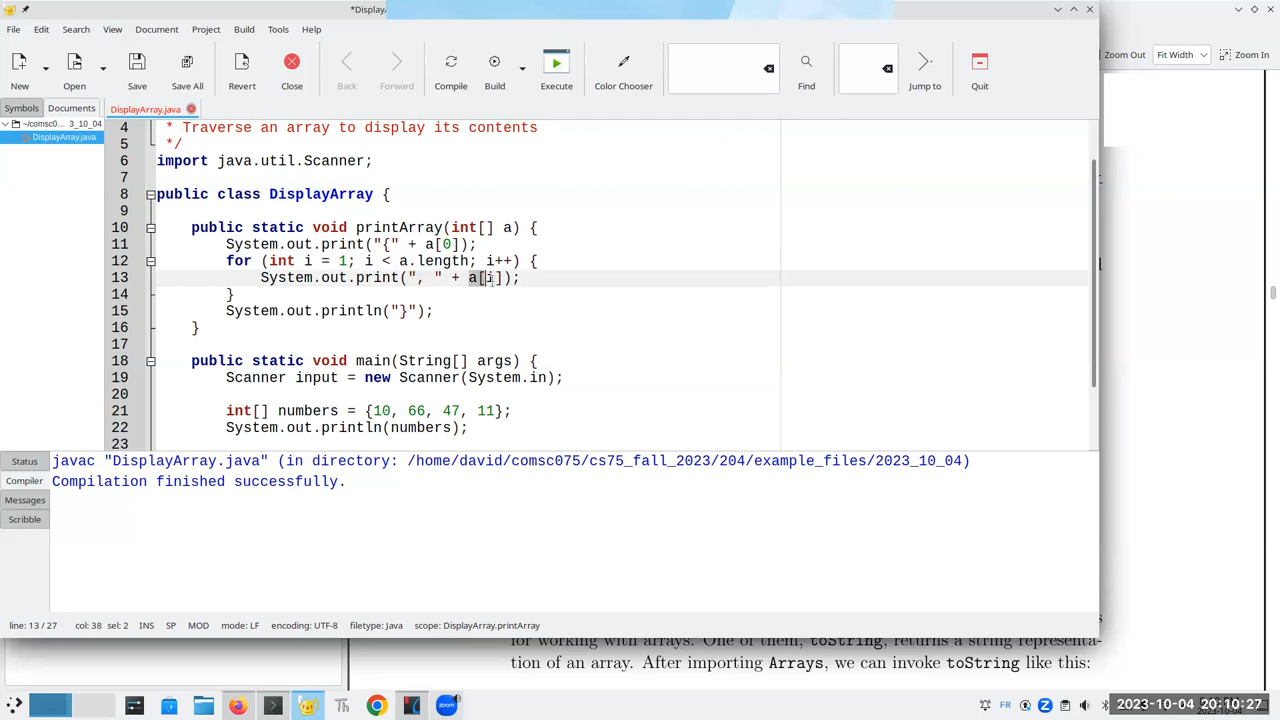 *Display
File Edit Search View Document Project Build Tools Help
New Open Save Save All Revert Close Back Forward Compile Build Execute Color Chooser Find Jump to Quit
Zoom Out Fit Width Zoom In
Symbols Documents
DisplayArray.java
~/comsc0… 3_10_04
DisplayArray.java
4 * Traverse an array to display its contents
5 */
6 import java.util.Scanner;
7
8 public class DisplayArray {
9
10 public static void printArray(int[] a) {
11 System.out.print("{" + a[0]);
12 for (int i = 1; i < a.length; i++) {
13 System.out.print(", " + a[i]);
14 }
15 System.out.println("}");
16 }
17
18 public static void main(String[] args) {
19 Scanner input = new Scanner(System.in);
20
21 int[] numbers = {10, 66, 47, 11};
22 System.out.println(numbers);
23
Status
Compiler
Messages
Scribble
javac "DisplayArray.java" (in directory: /home/david/comsc075/cs75_fall_2023/204/example_files/2023_10_04)
Compilation finished successfully.
line: 13 / 27 col: 38 sel: 2 INS SP MOD mode: LF encoding: UTF-8 filetype: Java scope: DisplayArray.printArray
for working with arrays. One of them, toString, returns a string representa-
tion of an array. After importing Arrays, we can invoke toString like this:
Th
zoom
FR
2023-10-04 20:10:27